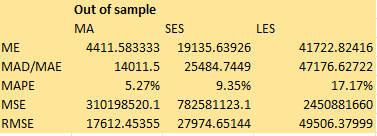 Out of sample
MA SES LES
ME 4411.583333 19135.63926 41722.82416
MAD/MAE 14011.5 25484.7449 47176.62722
MAPE 5.27% 9.35% 17.17%
MSE 310198520.1 782581123.1 2450881660
RMSE 17612.45355 27974.65144 49506.37999